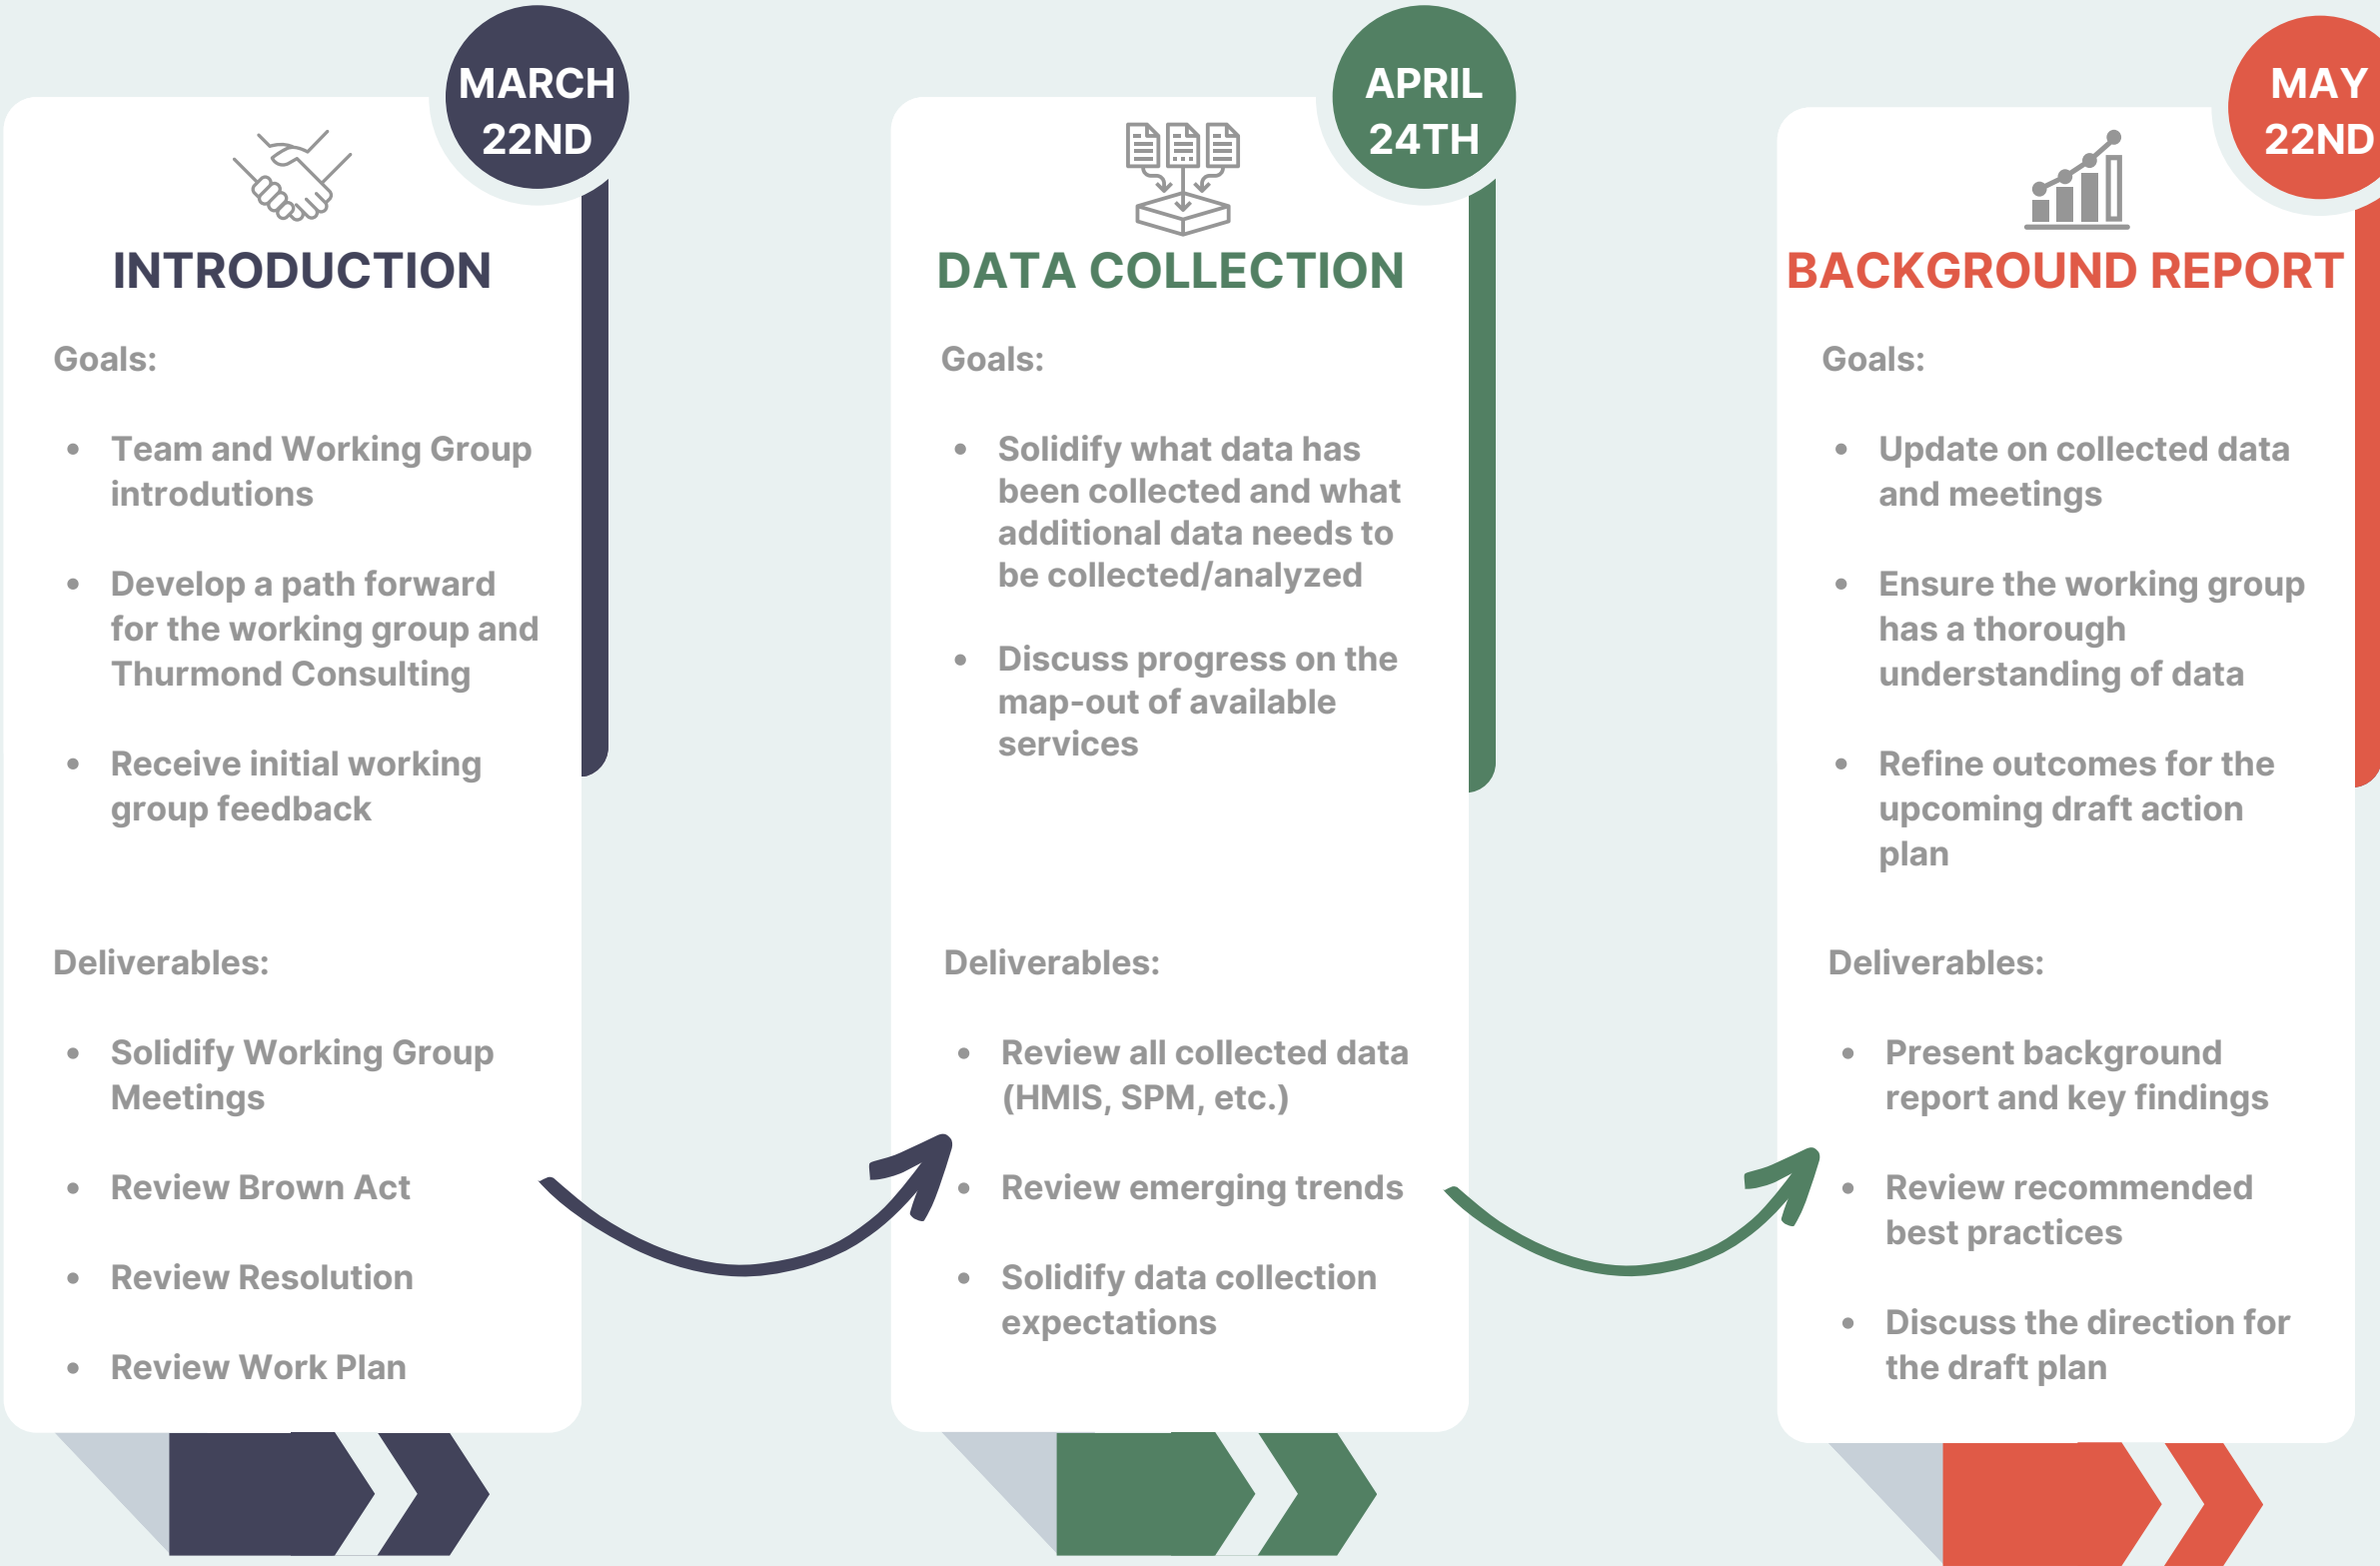 MARCH
22ND
INTRODUCTION
Goals:
• Team and Working Group
introdutions
• Develop a path forward
for the working group and
Thurmond Consulting
• Receive initial working
group feedback
Deliverables:
• Solidify Working Group
Meetings
• Review Brown Act
• Review Resolution
• Review Work Plan
APRIL
24TH
DATA COLLECTION
Goals:
• Solidify what data has
been collected and what
additional data needs to
be collected/analyzed
• Discuss progress on the
map-out of available
services
Deliverables:
• Review all collected data
(HMIS, SPM, etc.)
• Review emerging trends
• Solidify data collection
expectations
MAY
22ND
BACKGROUND REPORT
Goals:
• Update on collected data
and meetings
• Ensure the working group
has a thorough
understanding of data
• Refine outcomes for the
upcoming draft action
plan
Deliverables:
• Present background
report and key findings
• Review recommended
best practices
• Discuss the direction for
the draft plan